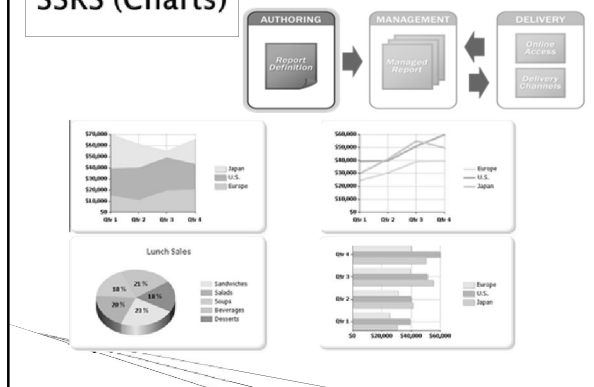 SSRS (Charts)
AUTHORING
Report
Definition
MANAGEMENT
Managed
Report
DELIVERY
Online
Access
Delivery
Channels
$70,000
$60,000
$50,000
$40,000
$30,000
$20,000
$10,000
$0
Qtr 1 Qtr 2 Qtr 3 Qtr 4
Japan
U.S.
Europe
$60,000
$50,000
$40,000
$30,000
$20,000
$10,000
$0
Qtr 1 Qtr 2 Qtr 3 Qtr 4
Europe
U.S.
Japan
Lunch Sales
18% 21%
18%
20%
23%
Sandwiches
Salads
Soups
Beverages
Desserts
Qtr 4
Qtr 3
Qtr 2
Qtr 1
$0 $20,000 $40,000 $60,000
Europe
U.S.
Japan